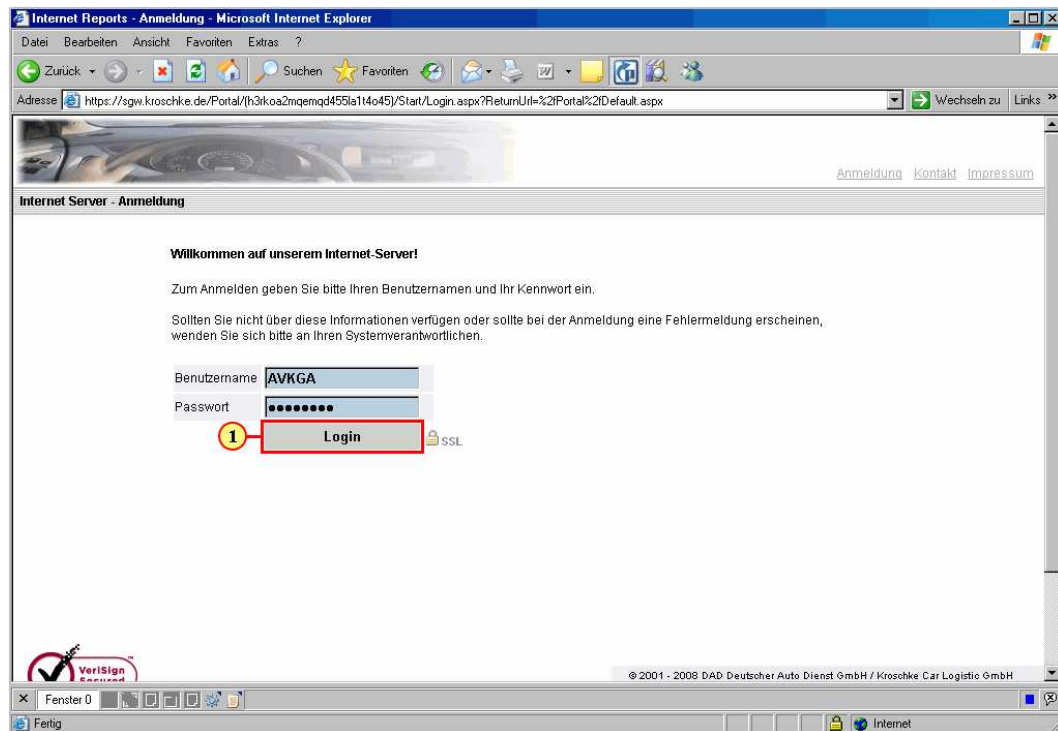 Internet Reports - Anmeldung - Microsoft Internet Explorer
Datei Bearbeiten Ansicht Favoriten Extras ?
Zurück Suchen Favoriten
Adresse https://sgw.kroschke.de/Portal/(h3rkoa2mqemqd455la1t4o45)/Start/Login.aspx?ReturnUrl=%2fPortal%2fDefault.aspx Wechseln zu Links »
Anmeldung Kontakt Impressum
Internet Server - Anmeldung
Willkommen auf unserem Internet-Server!
Zum Anmelden geben Sie bitte Ihren Benutzernamen und Ihr Kennwort ein.
Sollten Sie nicht über diese Informationen verfügen oder sollte bei der Anmeldung eine Fehlermeldung erscheinen,
wenden Sie sich bitte an Ihren Systemverantwortlichen.
Benutzername AVKGA
Passwort ●●●●●●●●
1 Login SSL
VeriSign
Secured
© 2001 - 2008 DAD Deutscher Auto Dienst GmbH / Kroschke Car Logistic GmbH
Fenster 0
Fertig Internet